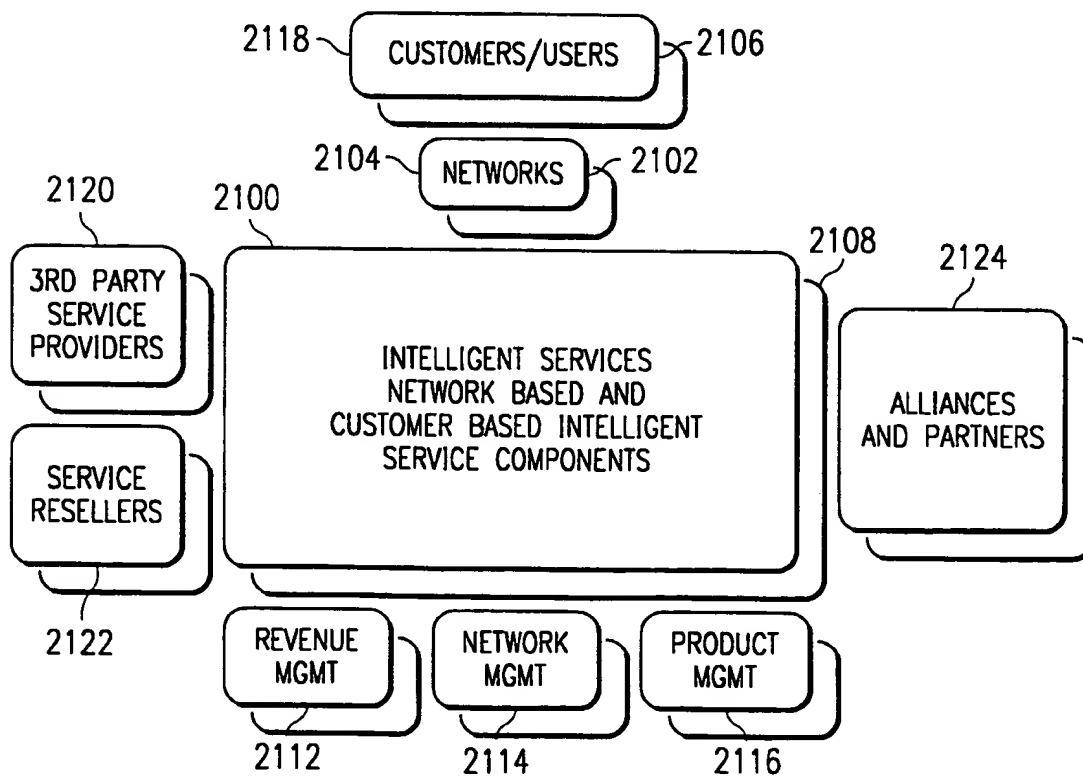 2118
CUSTOMERS/USERS
2106
2104
NETWORKS
2102
2120
2100
2108
2124
3RD PARTY
SERVICE
PROVIDERS
INTELLIGENT SERVICES
NETWORK BASED AND
CUSTOMER BASED INTELLIGENT
SERVICE COMPONENTS
ALLIANCES
AND PARTNERS
SERVICE
RESELLERS
2122
REVENUE
MGMT
NETWORK
MGMT
PRODUCT
MGMT
2112
2114
2116